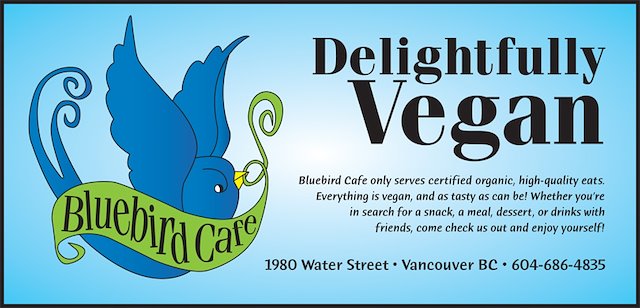 Delightfully
Vegan
Bluebird Cafe
Bluebird Cafe only serves certified organic, high-quality eats.
Everything is vegan, and as tasty as can be! Whether you're
in search for a snack, a meal, dessert, or drinks with
friends, come check us out and enjoy yourself!
1980 Water Street • Vancouver BC • 604-686-4835